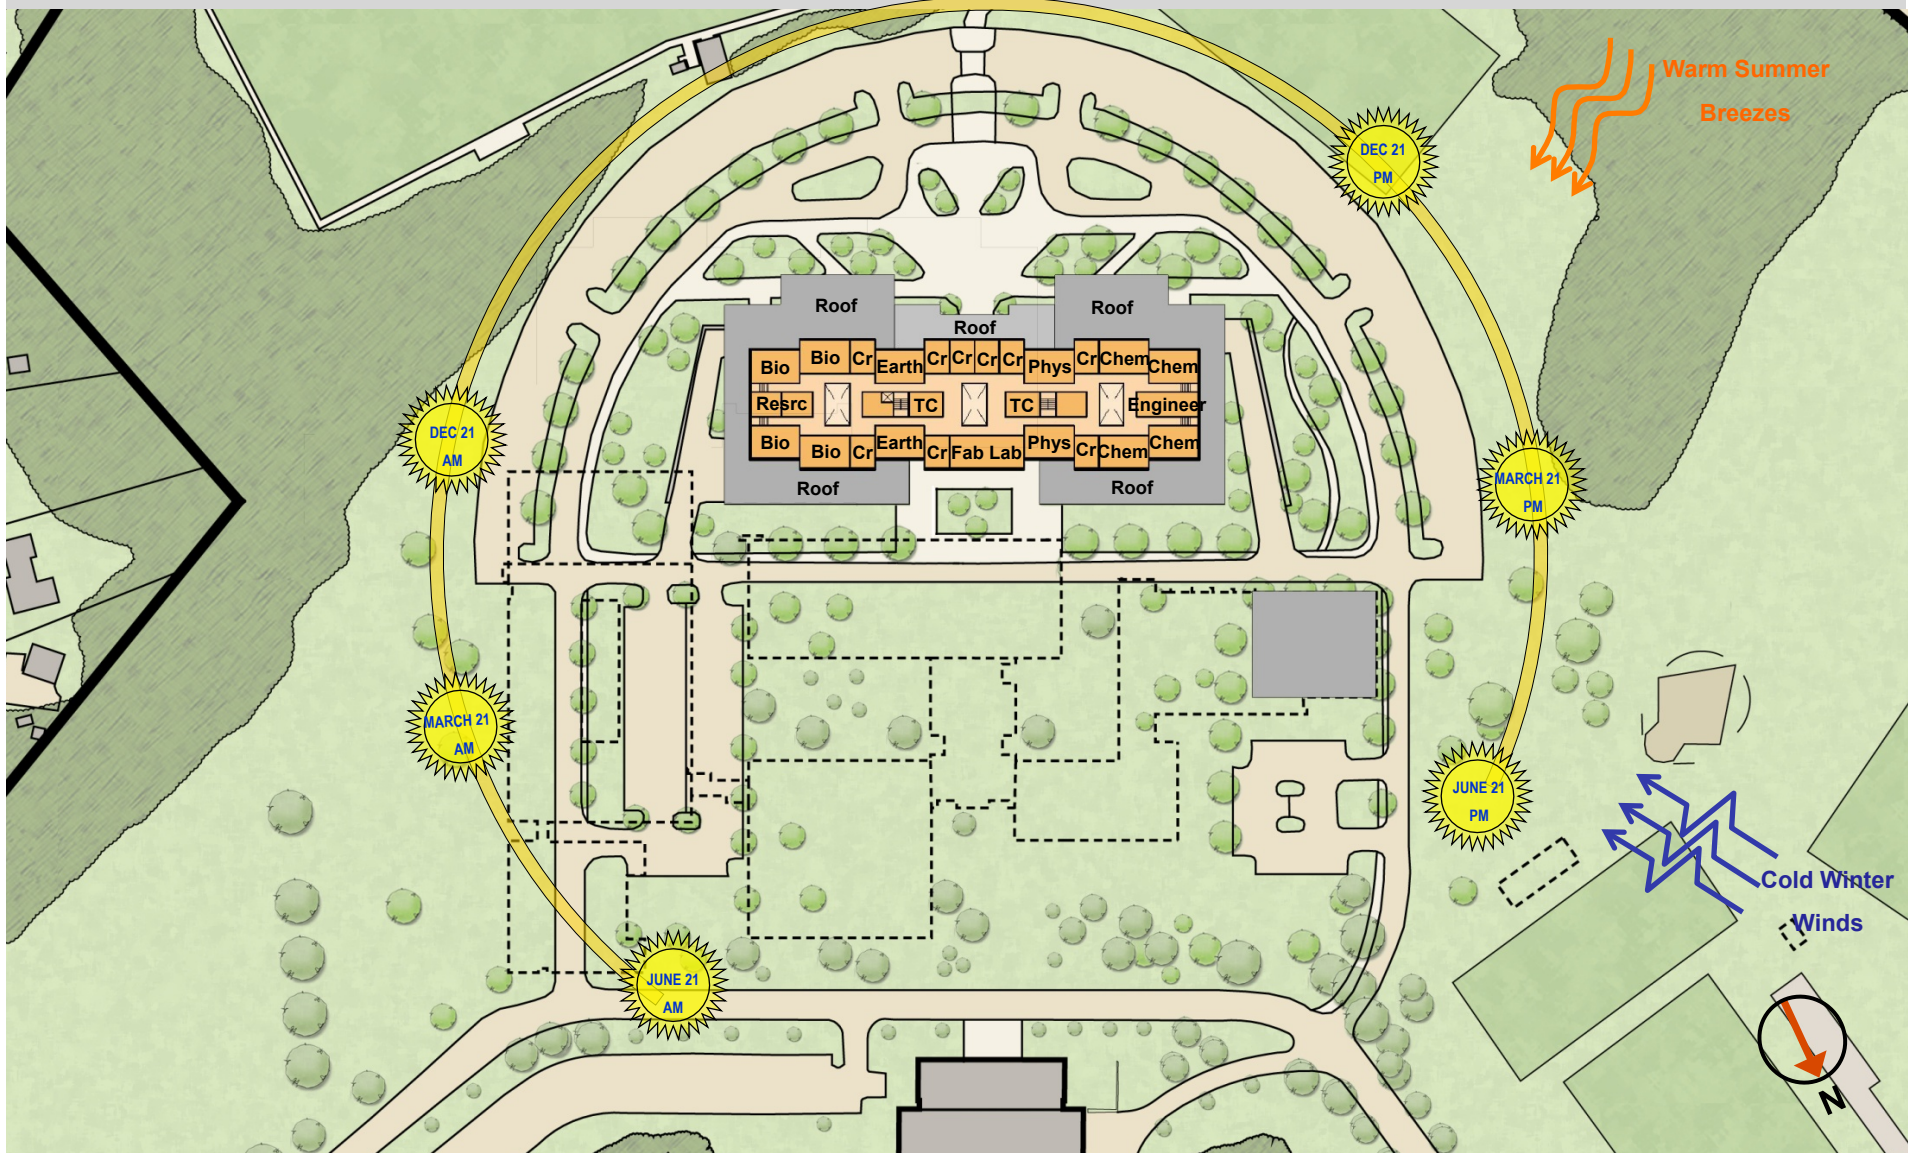 Warm Summer
Breezes
DEC 21
PM
Roof
Roof
Roof
Bio
Bio
Cr
Earth
Cr
Cr
Cr
Cr
Phys
Cr
Chem
Chem
Resrc
TC
TC
Engineer
Bio
Bio
Cr
Earth
Cr
Fab Lab
Phys
Cr
Chem
Chem
Roof
Roof
DEC 21
AM
MARCH 21
PM
MARCH 21
AM
JUNE 21
PM
Cold Winter
Winds
JUNE 21
AM
N